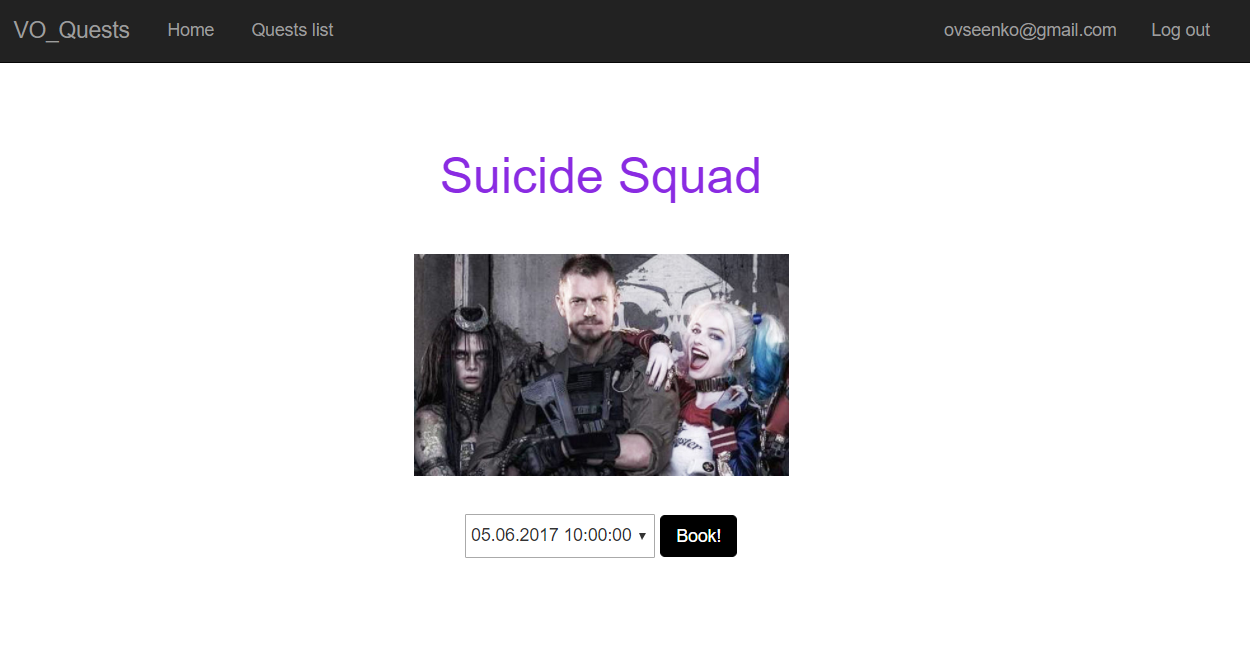 VO_Quests Home Quests list ovseenko@gmail.com Log out
Suicide Squad
05.06.2017 10:00:00 Book!